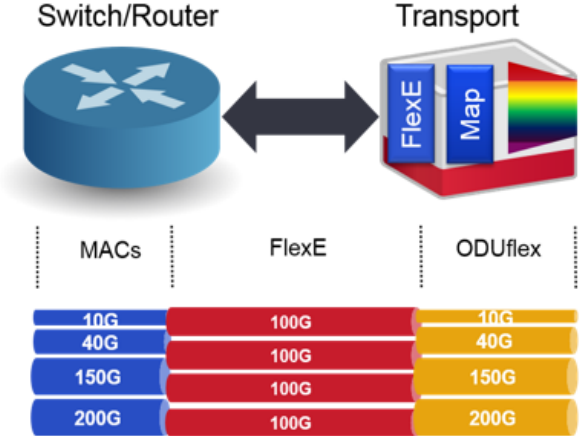 Switch/Router Transport
FlexE
Map
MACs FlexE ODUflex
10G 100G 10G
40G 100G 40G
150G 100G 150G
200G 100G 200G